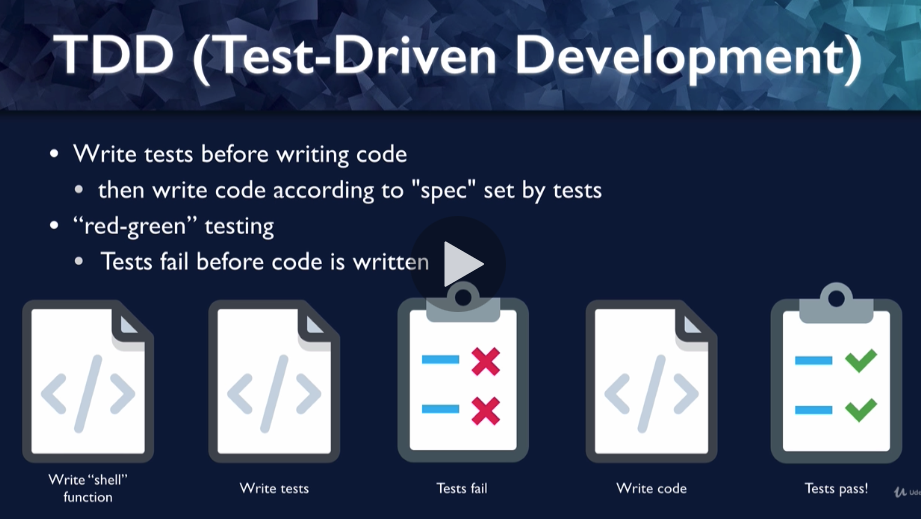 TDD (Test-Driven Development)
• Write tests before writing code
• then write code according to "spec" set by tests
• “red-green” testing
• Tests fail before code is written
Write “shell”
function
Write tests
Tests fail
Write code
Tests pass!